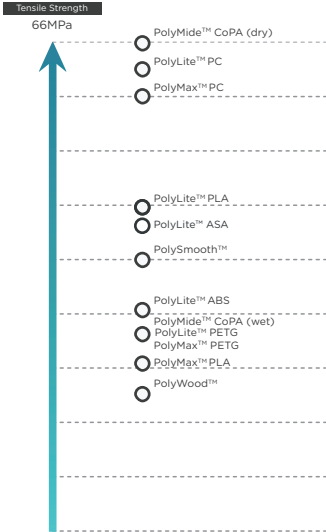 Tensile Strength
66MPa
PolyMide™ CoPA (dry)
PolyLite™ PC
PolyMax™ PC
PolyLite™ PLA
PolyLite™ ASA
PolySmooth™
PolyLite™ ABS
PolyMide™ CoPA (wet)
PolyLite™ PETG
PolyMax™ PETG
PolyMax™ PLA
PolyWood™